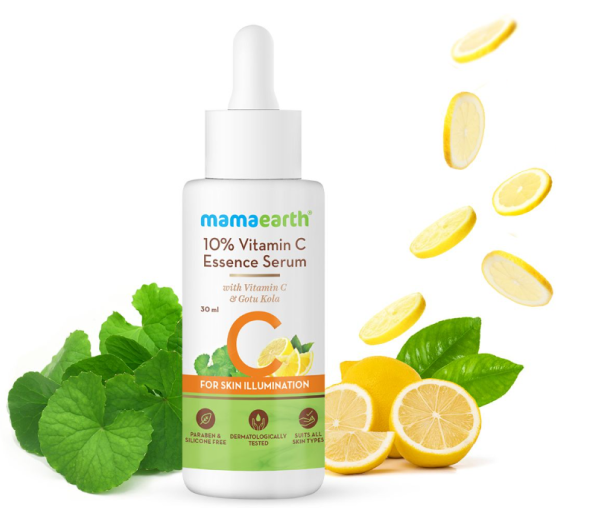 mamaearth®
10% Vitamin C
Essence Serum
with Vitamin C
& Gotu Kola
30 ml
C
FOR SKIN ILLUMINATION
PARABEN &
SILICONE FREE
DERMATOLOGICALLY
TESTED
SUITS ALL
SKIN TYPES